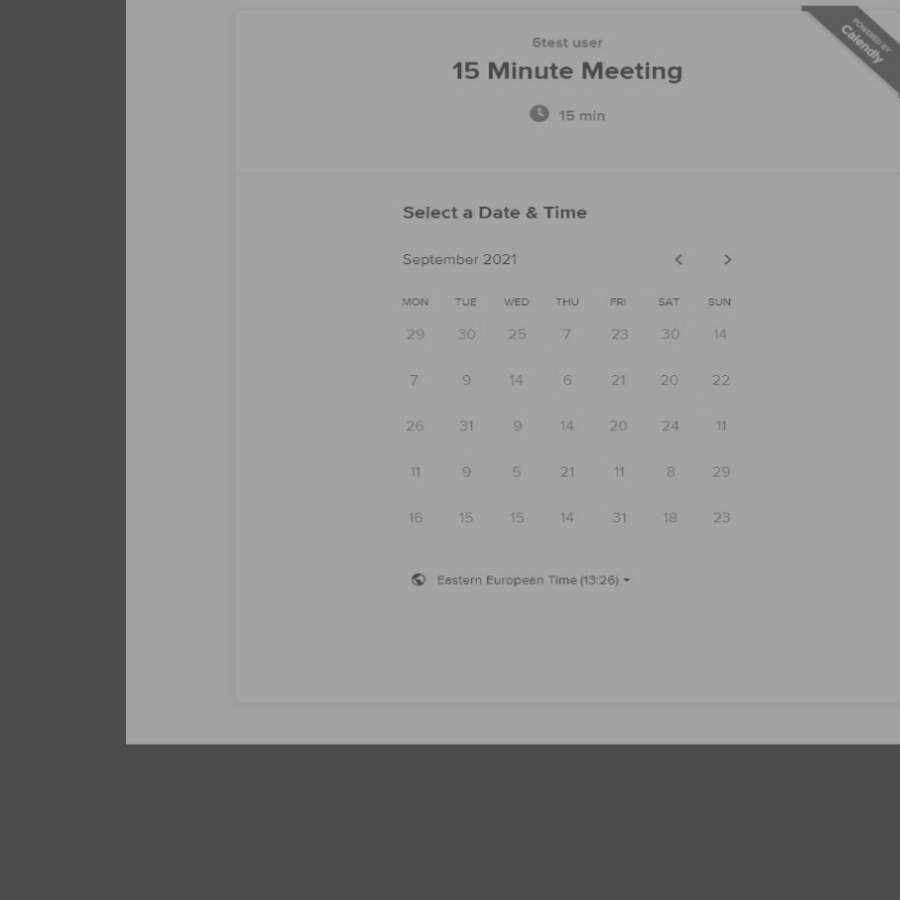 6test user
POWERED BY
Calendly
15 Minute Meeting
15 min
Select a Date & Time
September 2021
MON TUE WED THU FRI SAT SUN
29 30 25 7 23 30 14
7 9 14 6 21 20 22
26 31 9 14 20 24 11
11 9 5 21 11 8 29
16 15 15 14 31 18 23
Eastern European Time (13:26)